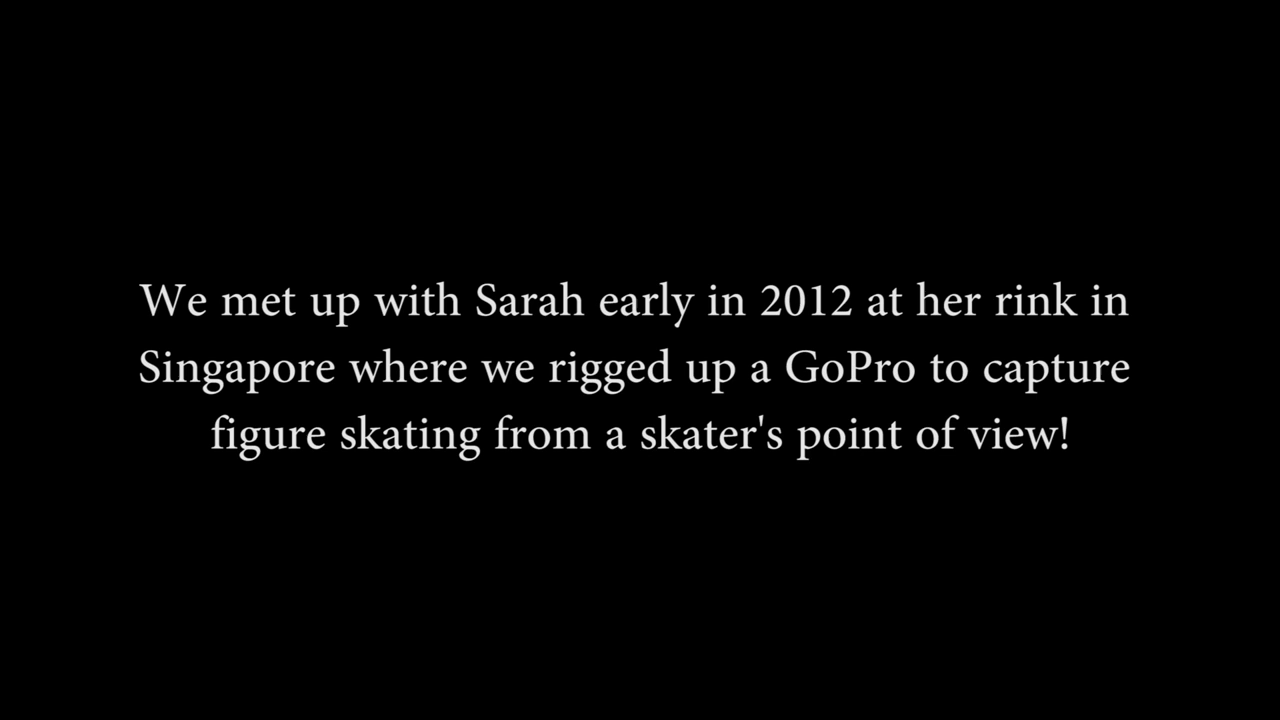 We met up with Sarah early in 2012 at her rink in
Singapore where we rigged up a GoPro to capture
figure skating from a skater's point of view!